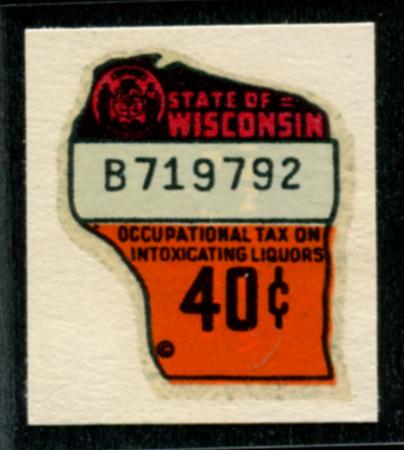 STATE OF
WISCONSIN
B719792
OCCUPATIONAL TAX ON
INTOXICATING LIQUORS
40¢
©